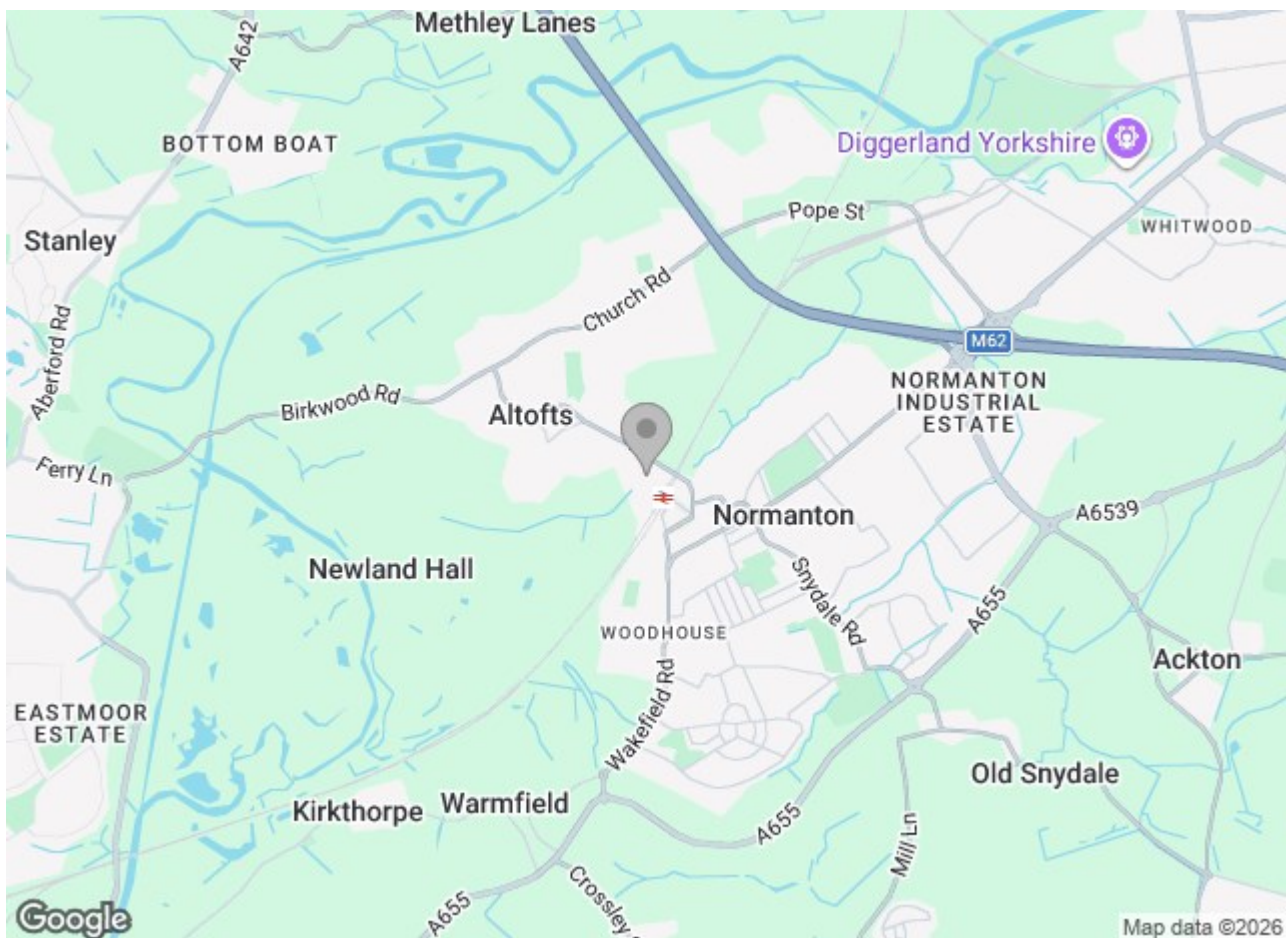 Methley Lanes
A642
BOTTOM BOAT
Diggerland Yorkshire
Pope St
WHITWOOD
Stanley
Church Rd
M62
Aberford Rd
Birkwood Rd
Altofts
NORMANTON
INDUSTRIAL
ESTATE
Ferry Ln
Normanton
A6539
Newland Hall
Snydale Rd
A655
WOODHOUSE
Ackton
Wakefield Rd
EASTMOOR
ESTATE
Old Snydale
Kirkthorpe
Warmfield
A655
Mill Ln
Crossley
A655
Google
Map data ©2026